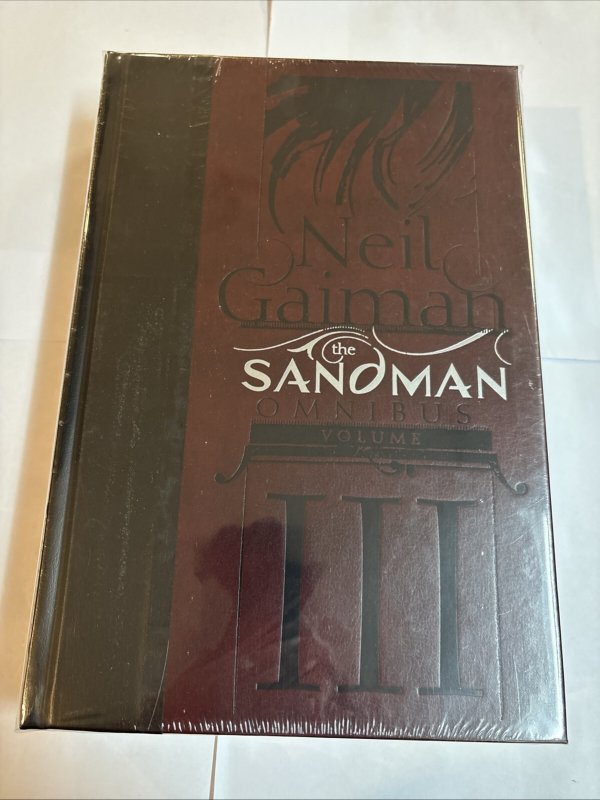 Neil
Gaiman
the
SANDMAN
OMNIBUS
VOLUME
III